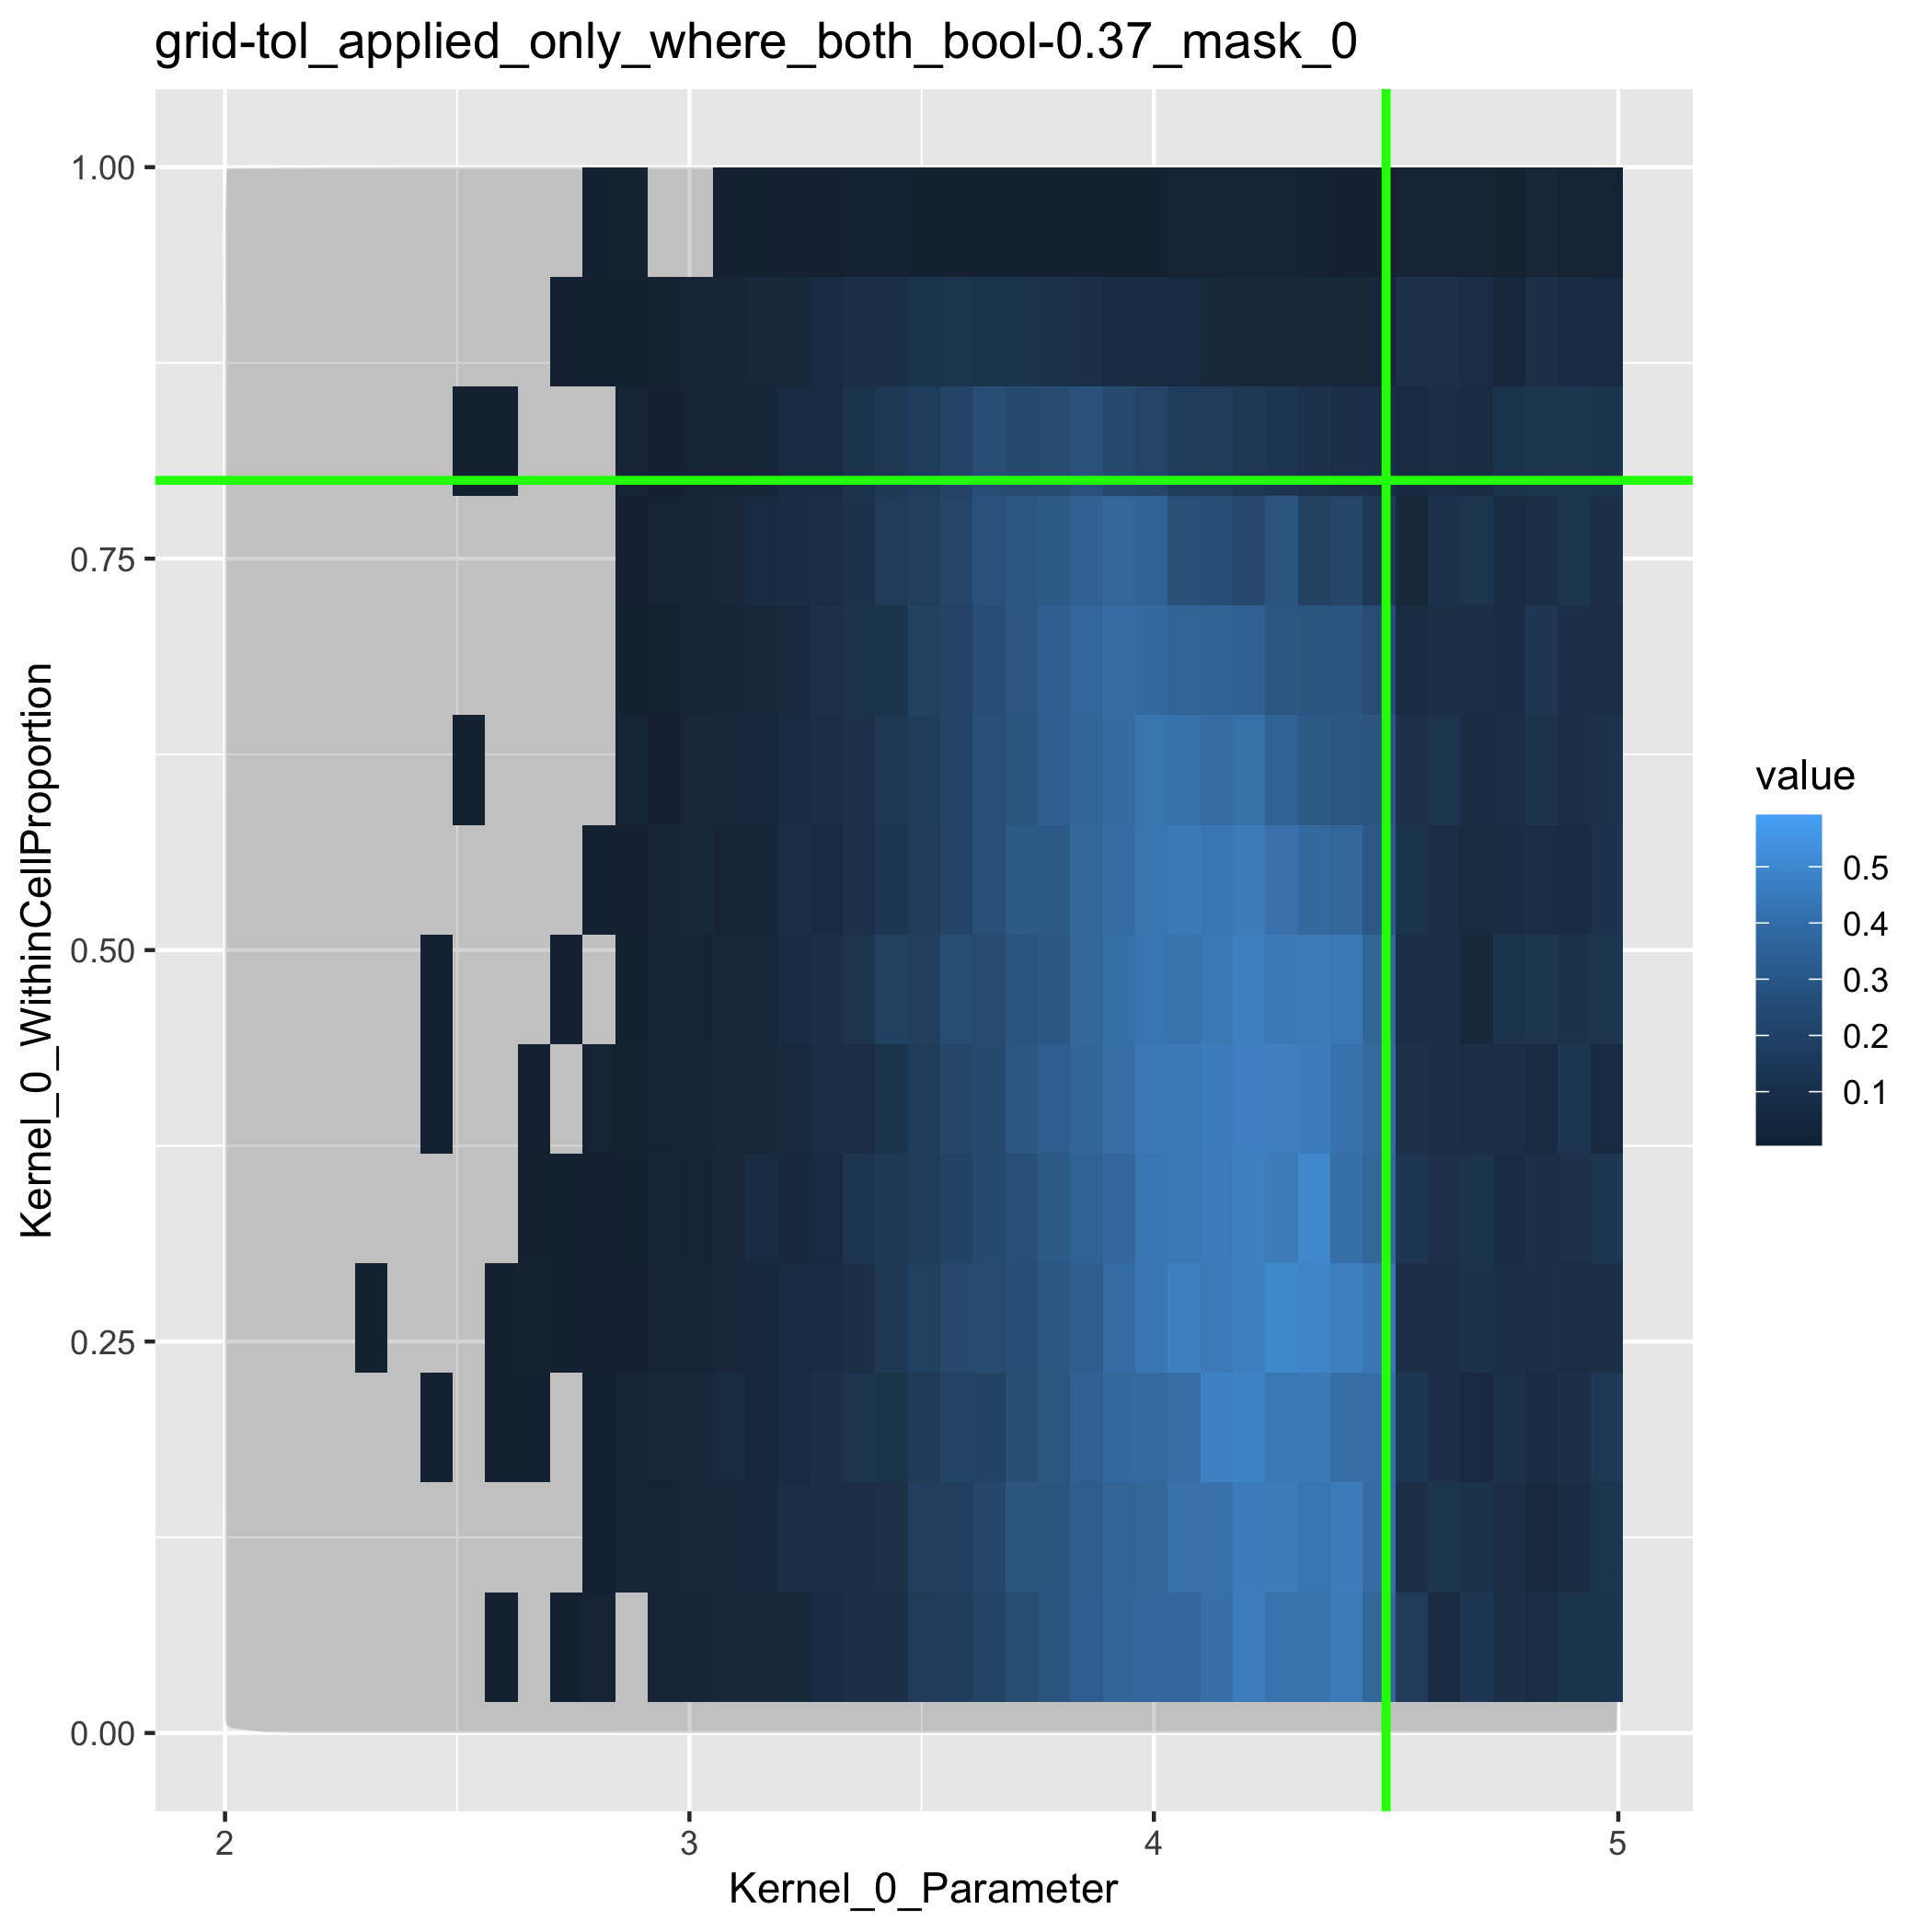 grid-tol_applied_only_where_both_bool-0.37_mask_0
1.00
0.75
0.50
0.25
0.00
Kernel_0_WithinCellProportion
2 3 4 5
Kernel_0_Parameter
value
0.5
0.4
0.3
0.2
0.1